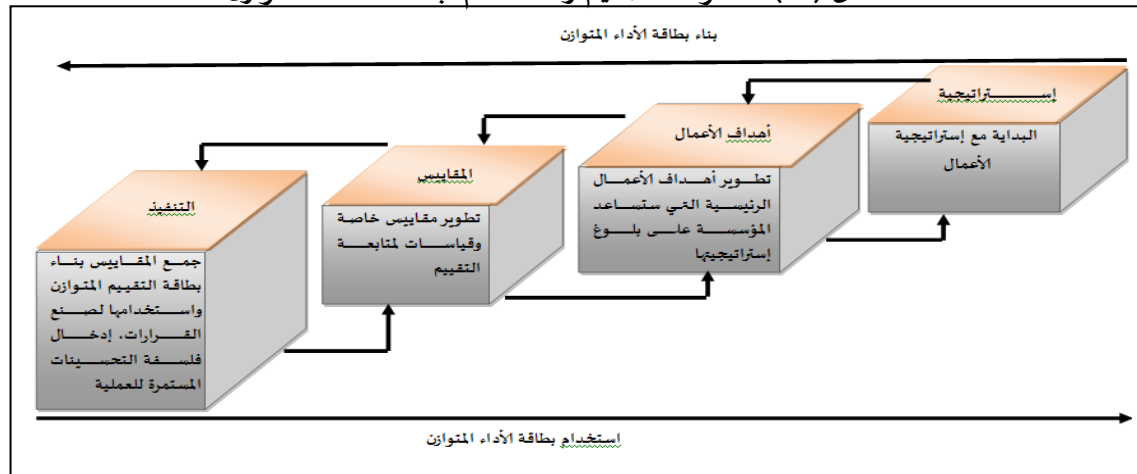 بناء بطاقة الأداء المتوازن
إستراتيجية
البداية مع إستراتيجية
الأعمال
أهداف الأعمال
تطوير أهداف الأعمال
الرئيسية التي ستساعد
المؤسسة على بلوغ
إستراتيجيتها
المقاييس
تطوير مقاييس خاصة
وقياسات لمتابعة
التقييم
التنفيذ
جمع المقاييس بناء
بطاقة التقييم المتوازن
واستخدامها لصنع
القرارات، إدخال
فلسفة التحسينات
المستمرة للعملية
استخدام بطاقة الأداء المتوازن